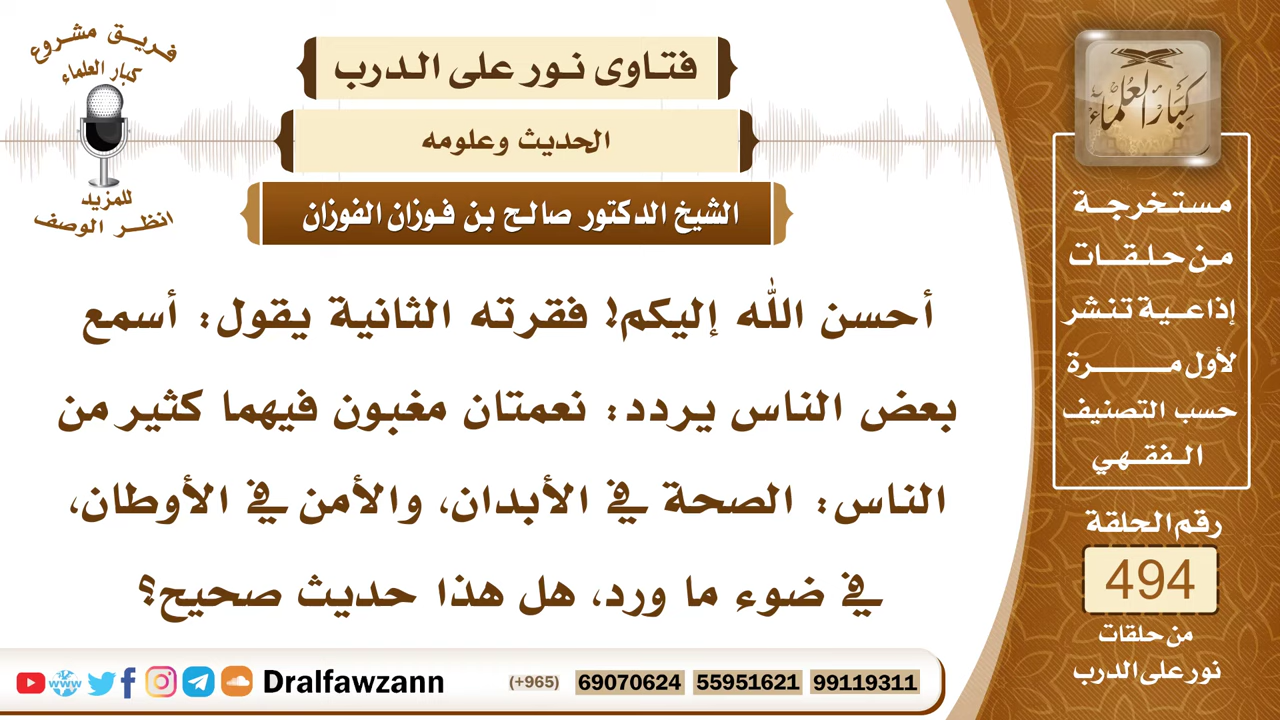 فريق مشروع
كبار العلماء
للمزيد
انظر الوصف
فتاوى نور على الدرب
الحديث وعلومه
الشيخ الدكتور صالح بن فوزان الفوزان
أحسن الله إليكم! فقرته الثانية يقول: أسمع
بعض الناس يردد: نعمتان مغبون فيهما كثير من
الناس: الصحة في الأبدان، والأمن في الأوطان،
في ضوء ما ورد، هل هذا حديث صحيح؟
كبار العلماء
مستخرجة
من حلقات
إذاعية تنشر
لأول مرة
حسب التصنيف
الفقهي
رقم الحلقة
494
من حلقات
نور على الدرب
www Dralfawzann (+965) 69070624 55951621 99119311